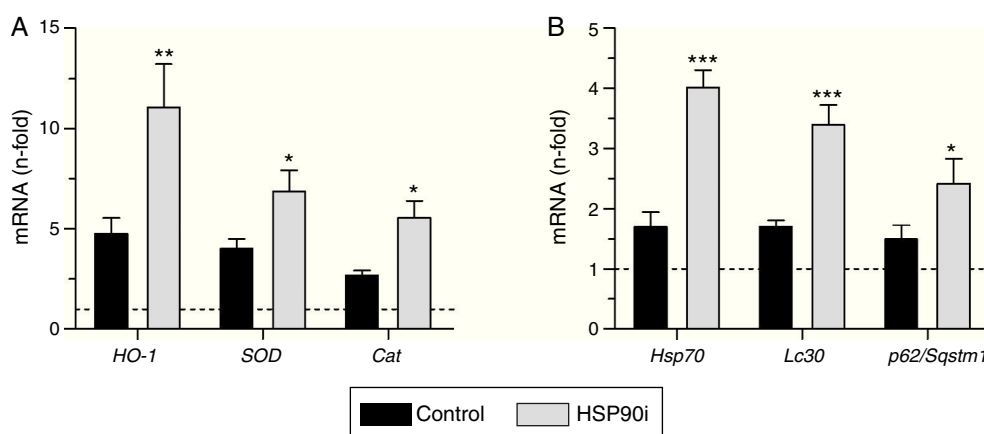 A
mRNA (n-fold)
15
10
5
0
**
*
*
HO-1 SOD Cat
B
mRNA (n-fold)
5
4
3
2
1
0
***
***
*
Hsp70 Lc30 p62/Sqstm1
Control HSP90i